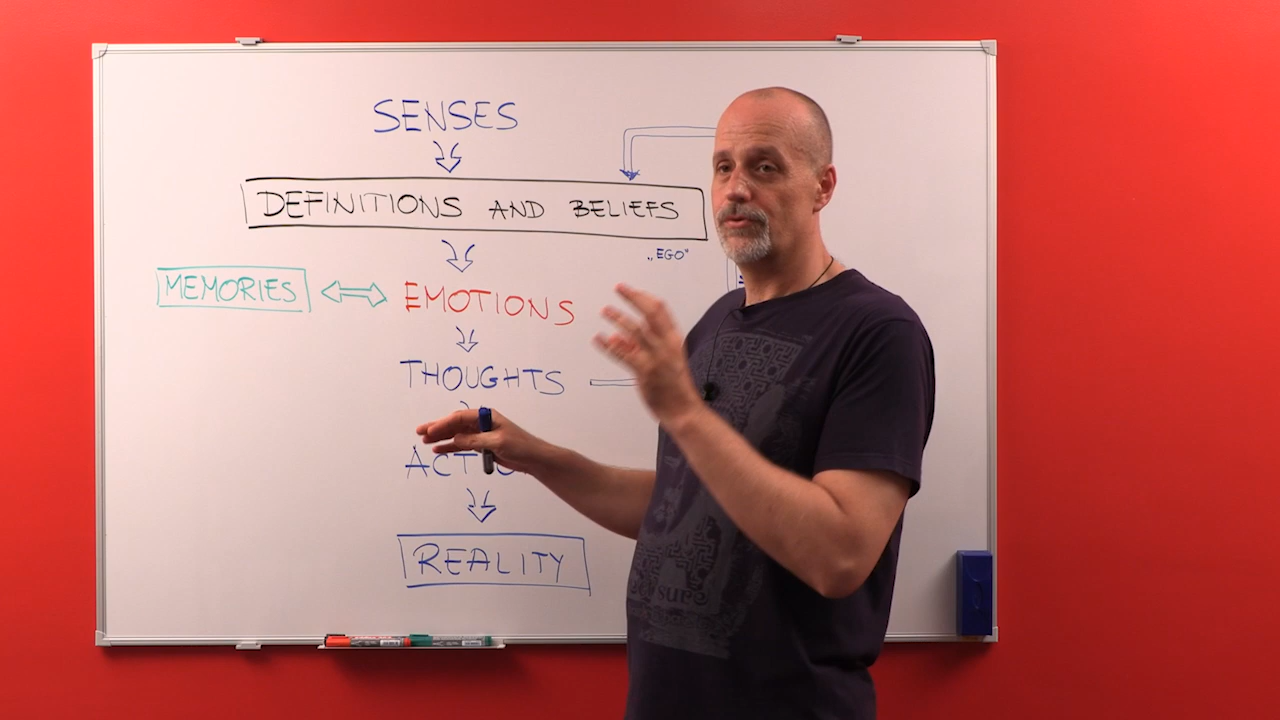 SENSES
DEFINITIONS AND BELIEFS
„EGO"
MEMORIES
EMOTIONS
THOUGHTS
REALITY